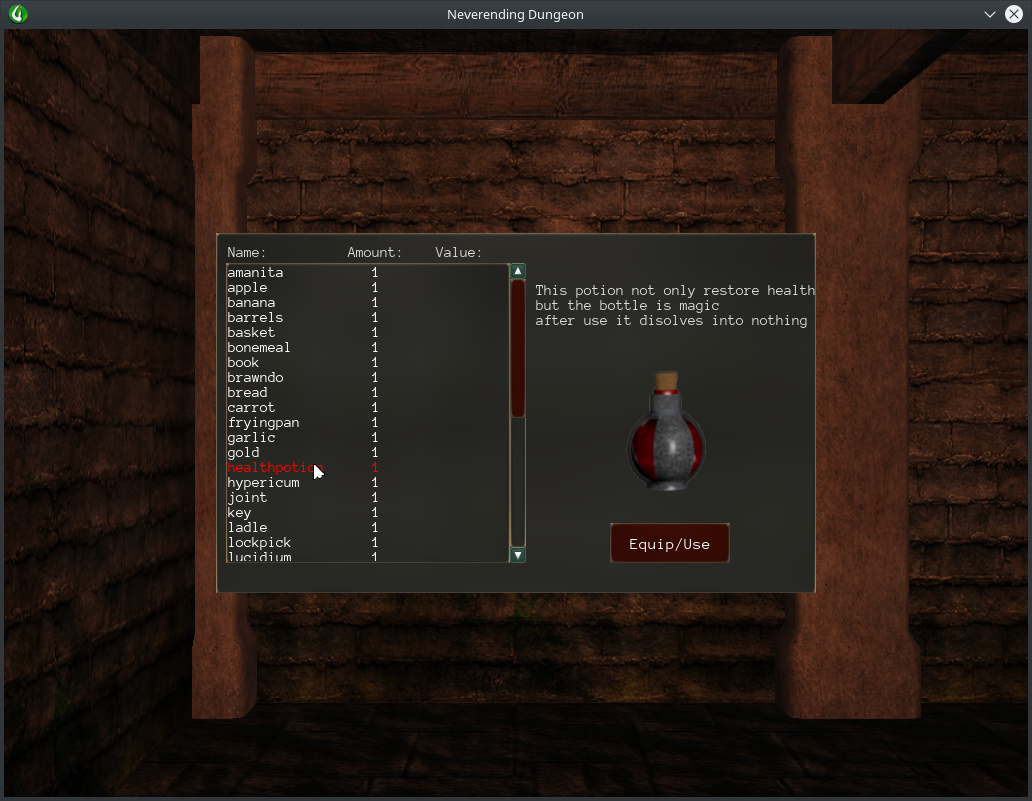 Neverending Dungeon
Name: Amount: Value:
amanita 1
apple 1
banana 1
barrels 1
basket 1
bonemeal 1
book 1
brawndo 1
bread 1
carrot 1
fryingpan 1
garlic 1
gold 1
healthpotion 1
hypericum 1
joint 1
key 1
ladle 1
lockpick 1
lucidium 1
This potion not only restore health
but the bottle is magic
after use it disolves into nothing
Equip/Use